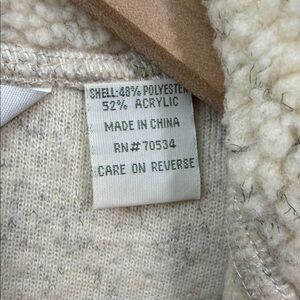 SHELL:48% POLYESTER
52% ACRYLIC
MADE IN CHINA
RN#70534
CARE ON REVERSE